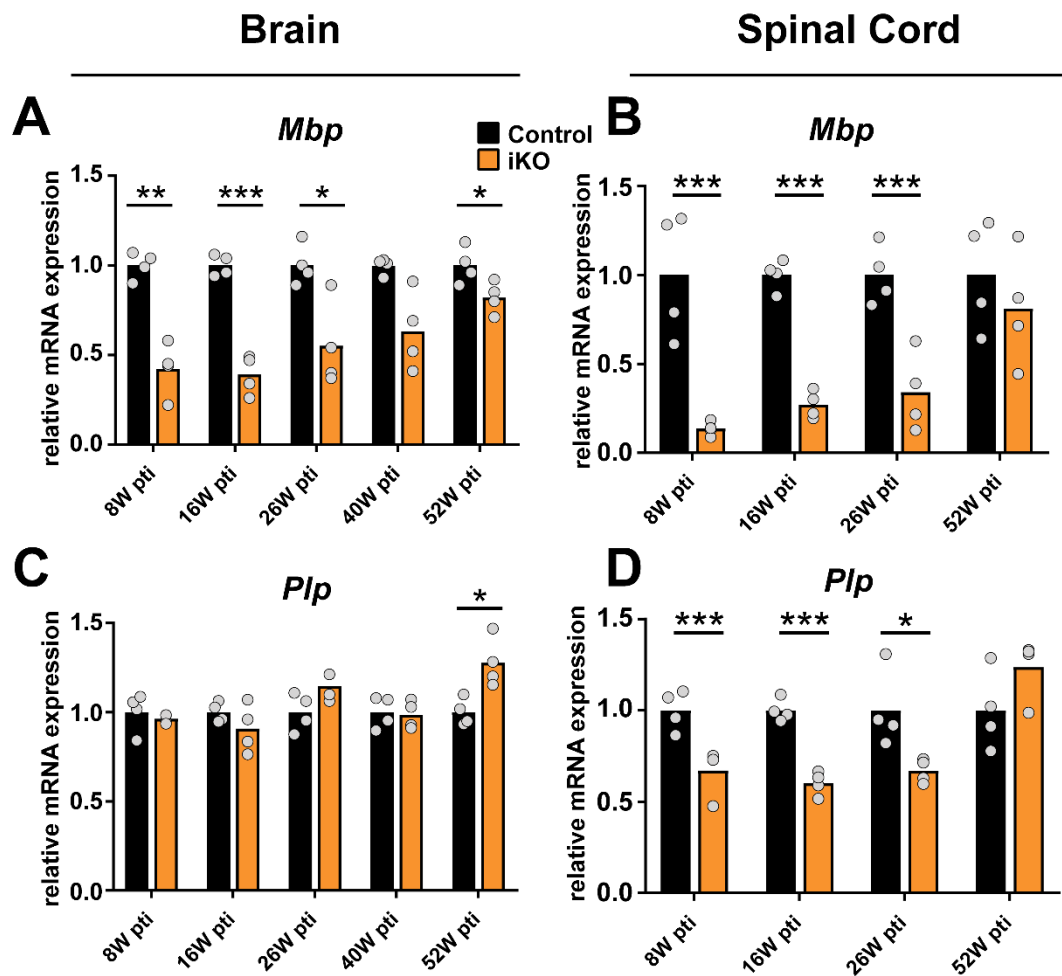 Brain
Spinal Cord
A
Mbp
Control
iKO
B
Mbp
relative mRNA expression
1.5
1.0
0.5
0.0
** *** * *
8W pti 16W pti 26W pti 40W pti 52W pti
relative mRNA expression
1.5
1.0
0.5
0.0
*** *** ***
8W pti 16W pti 26W pti 52W pti
C
Plp
relative mRNA expression
1.5
1.0
0.5
0.0
*
8W pti 16W pti 26W pti 40W pti 52W pti
D
Plp
relative mRNA expression
1.5
1.0
0.5
0.0
*** *** *
8W pti 16W pti 26W pti 52W pti